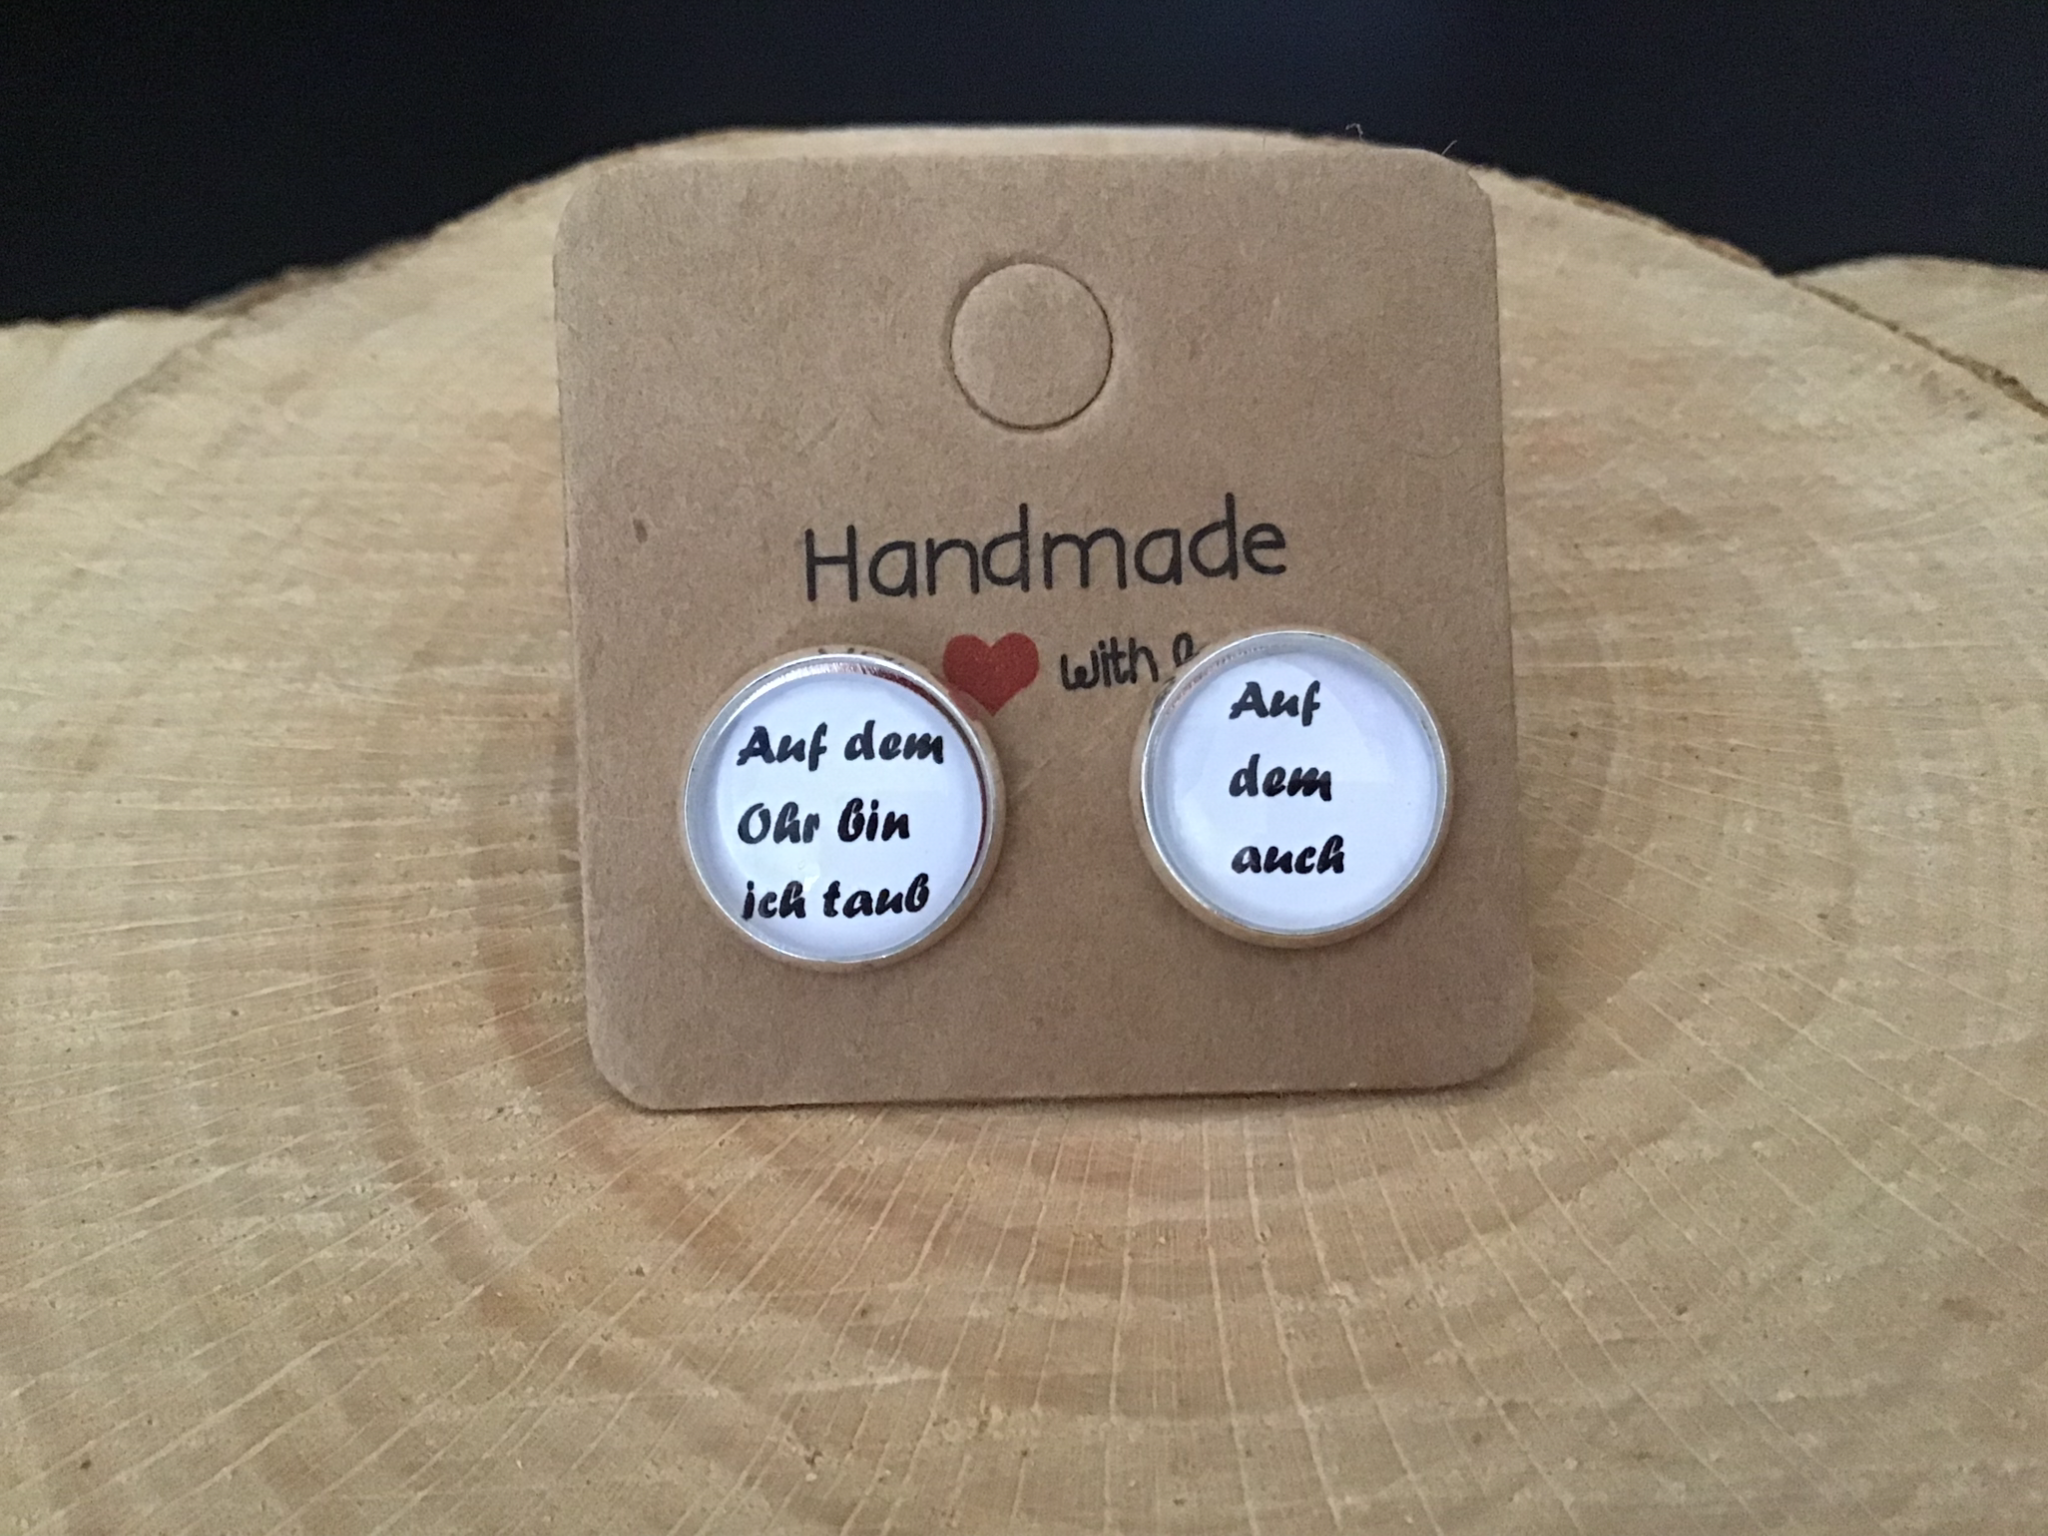 Handmade
with
Auf dem
Ohr bin
ich taub
Auf
dem
auch